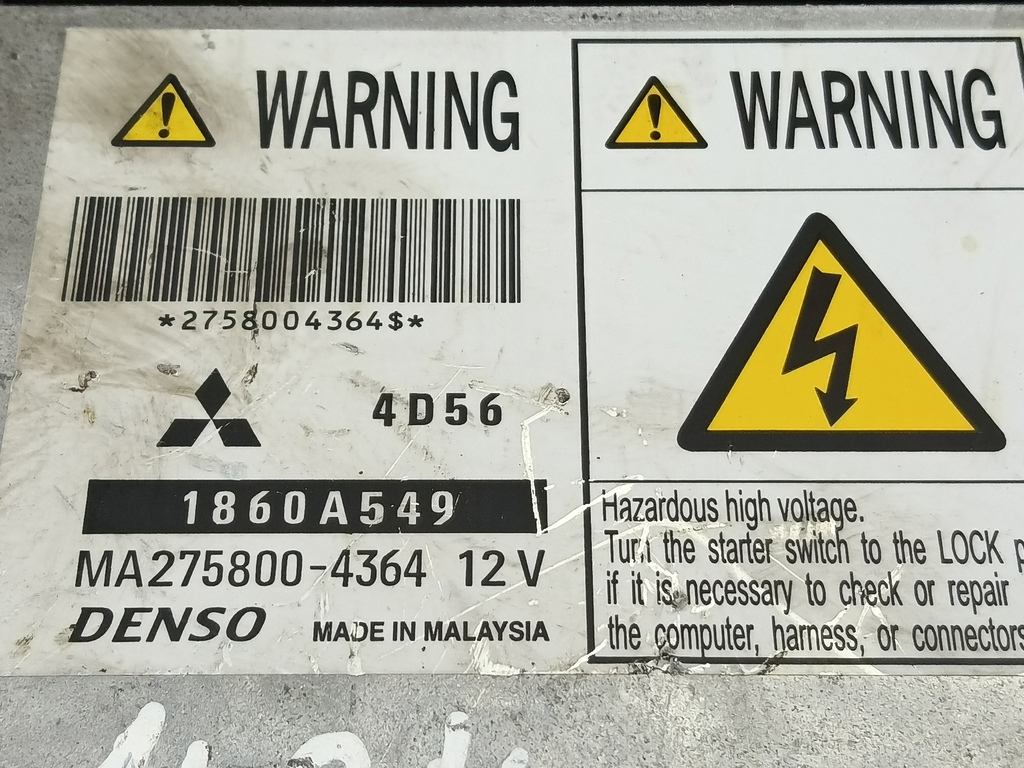 WARNING
*2758004364$*
4D56
1860A549
MA275800-4364 12 V
DENSO MADE IN MALAYSIA
WARNING
Hazardous high voltage.
Turn the starter switch to the LOCK p
if it is necessary to check or repair
the computer, harness, or connectors